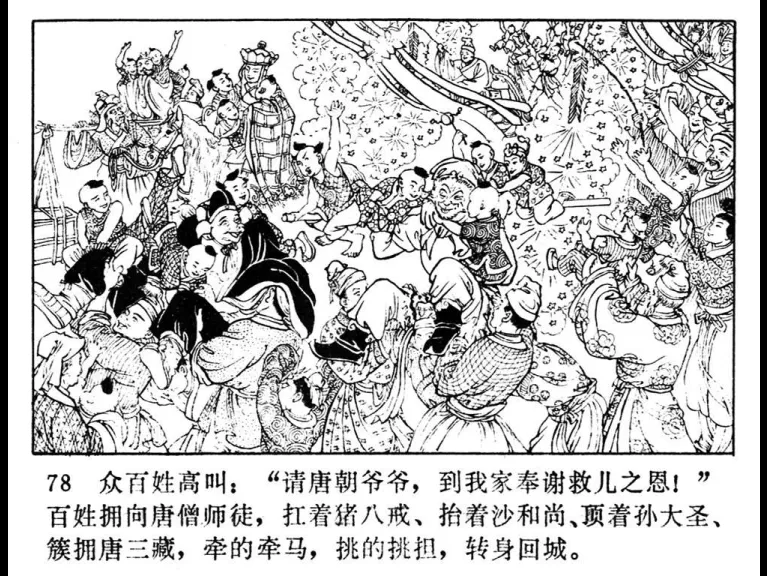 78 众百姓高叫：“请唐朝爷爷，到我家奉谢救儿之恩！”
百姓拥向唐僧师徒，扛着猪八戒、抬着沙和尚、顶着孙大圣、
簇拥唐三藏，牵的牵马，挑的挑担，转身回城。